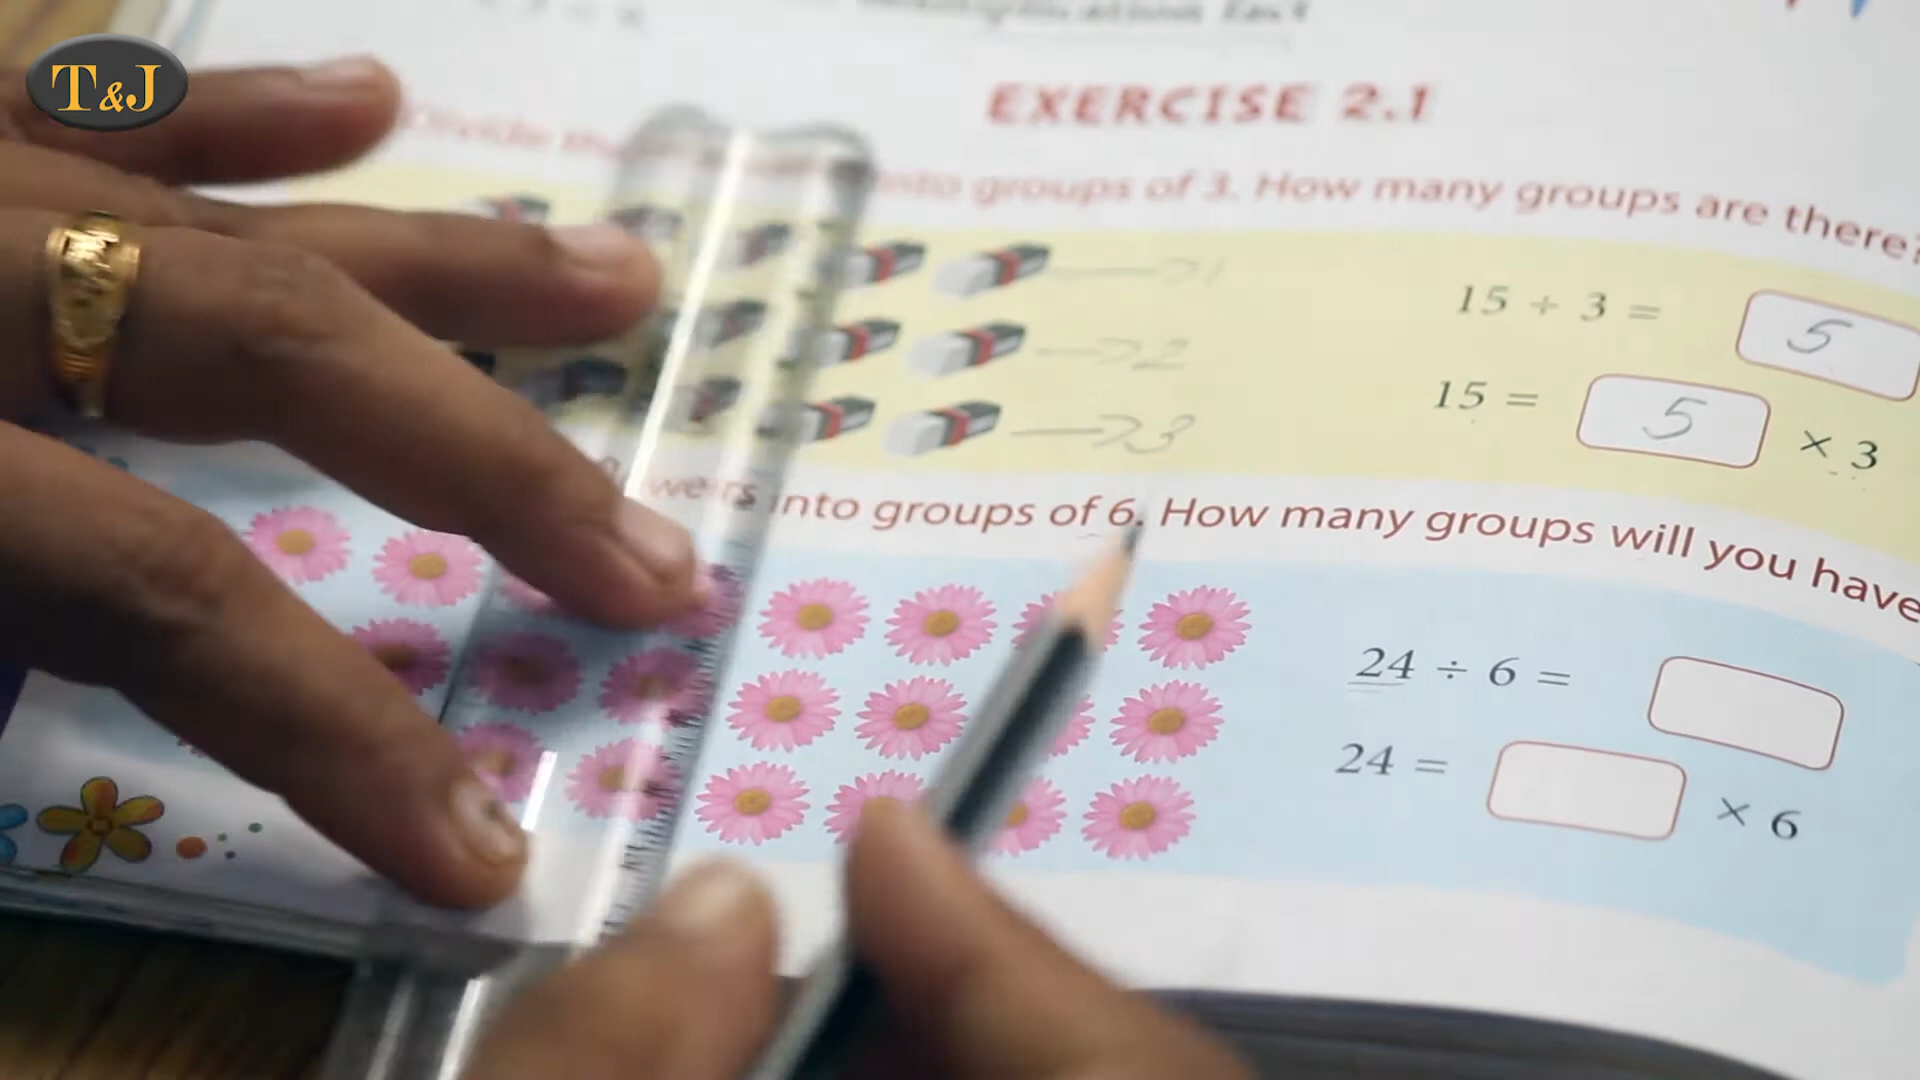 T&J
EXERCISE 2.1
Divide into groups of 3. How many groups are there?
15 ÷ 3 = 5
15 = 5 × 3
→ 1
→ 2
→ 3
into groups of 6. How many groups will you have
24 ÷ 6 =
24 = × 6